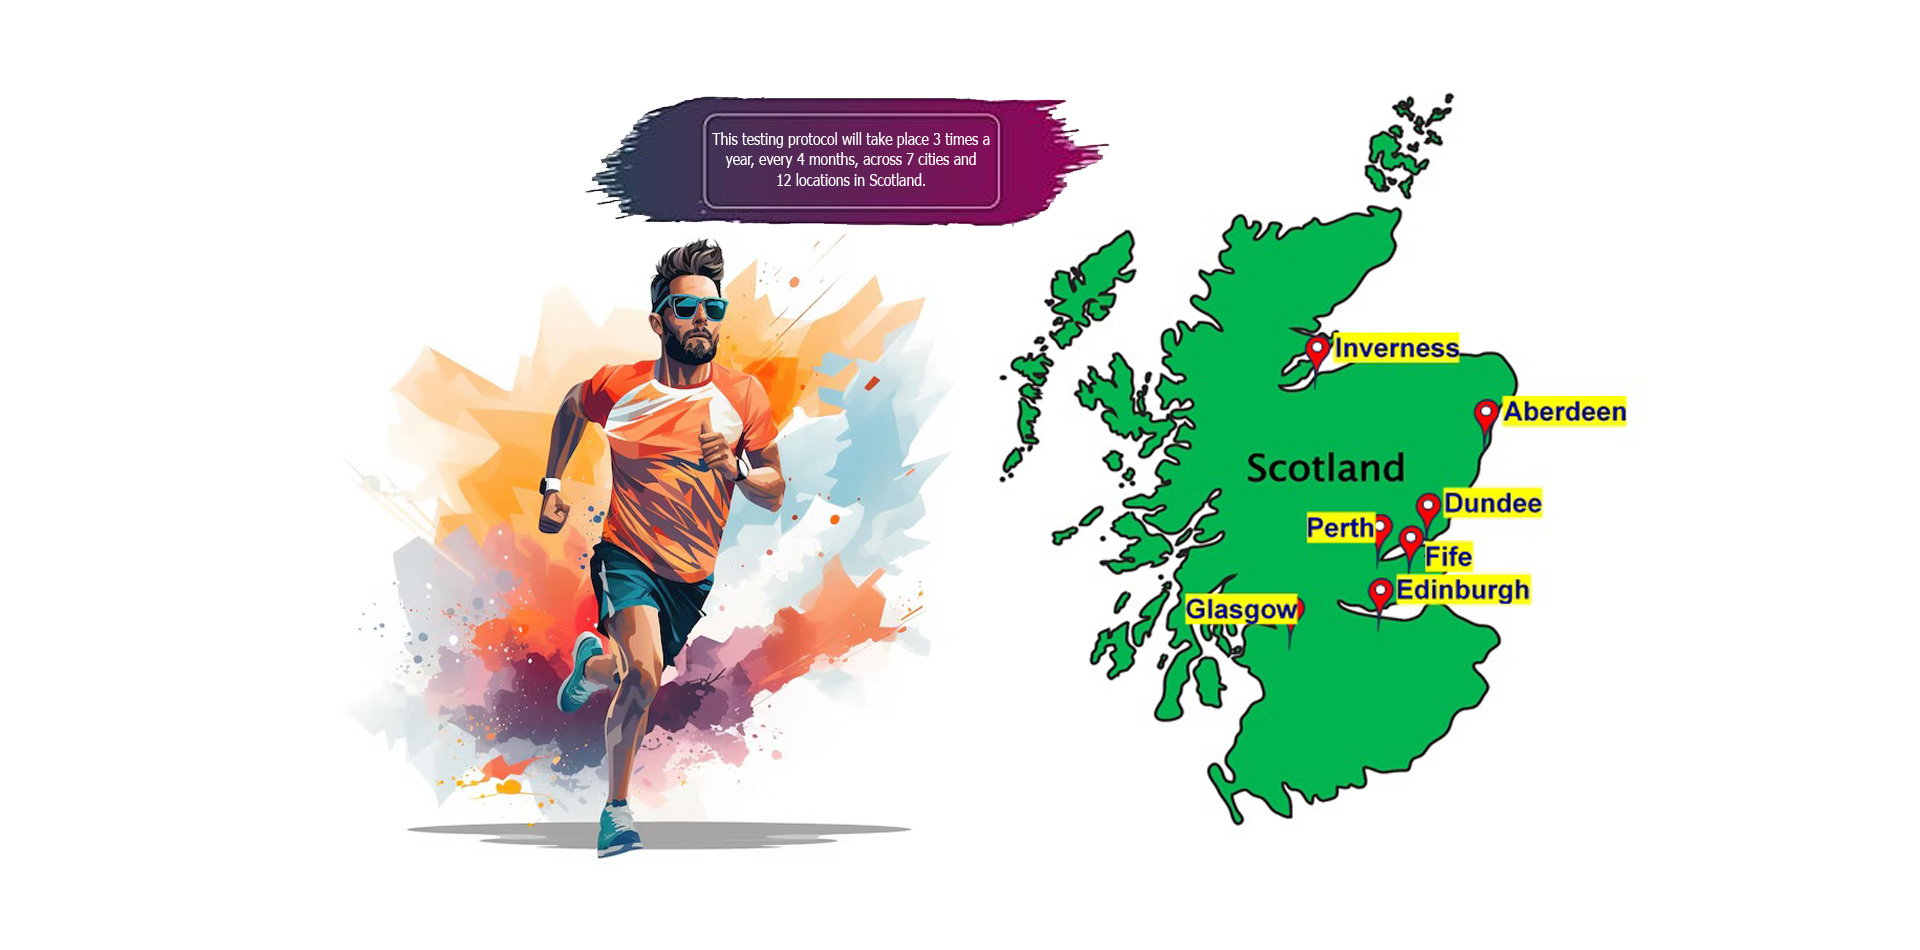 This testing protocol will take place 3 times a
year, every 4 months, across 7 cities and
12 locations in Scotland.
Inverness
Aberdeen
Scotland
Dundee
Perth
Fife
Edinburgh
Glasgow